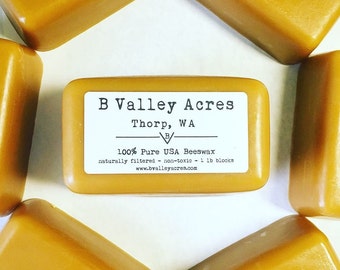 B Valley Acres
Thorp, WA
B
100% Pure USA Beeswax
naturally filtered - non-toxic - 1 lb blocks
www.bvalleyacres.com